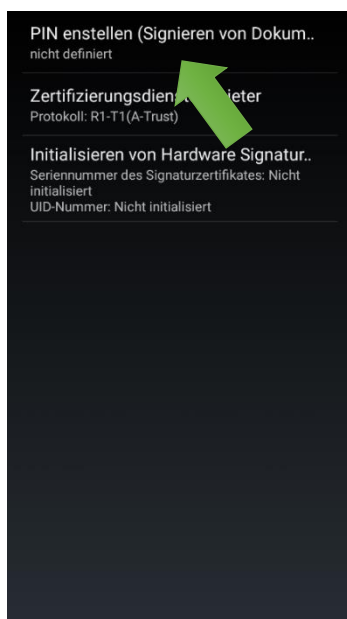 PIN enstellen (Signieren von Dokum..
nicht definiert
Zertifizierungsdienst ieter
Protokoll: R1-T1(A-Trust)
Initialisieren von Hardware Signatur..
Seriennummer des Signaturzertifikates: Nicht
initialisiert
UID-Nummer: Nicht initialisiert